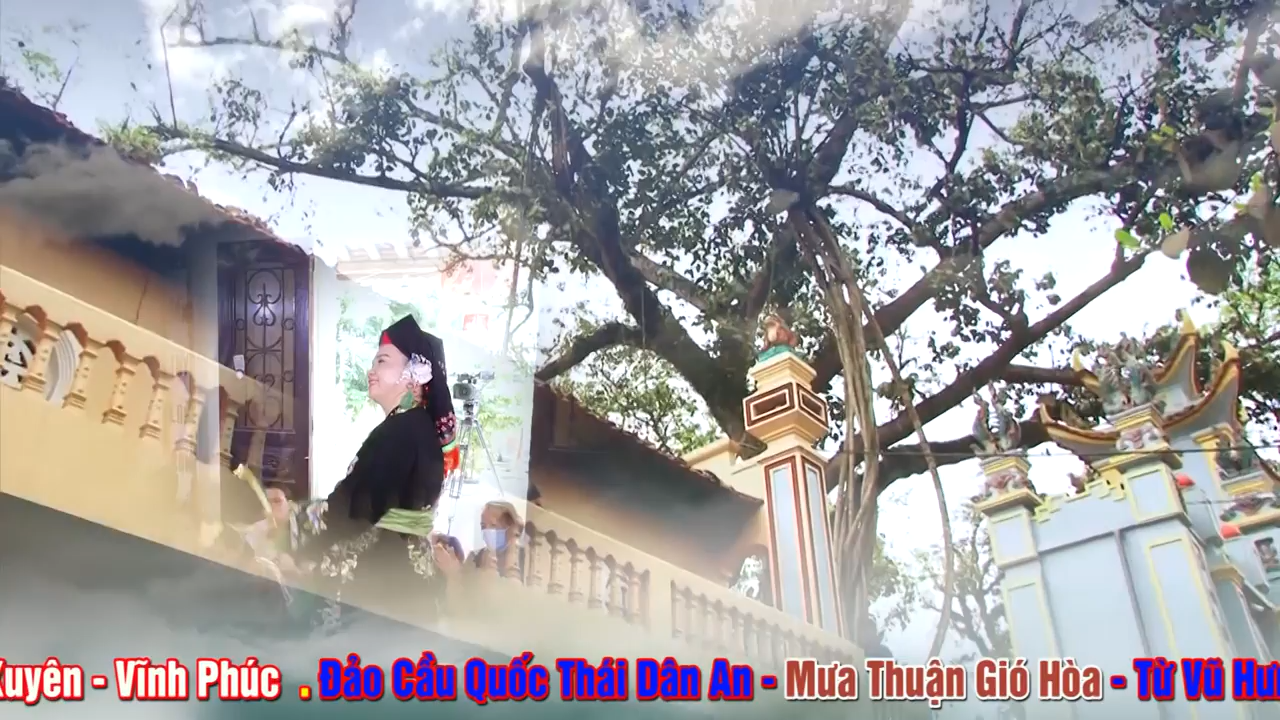 Xuyên - Vĩnh Phúc . Đảo Cầu Quốc Thái Dân An - Mưa Thuận Gió Hòa - Từ Vũ